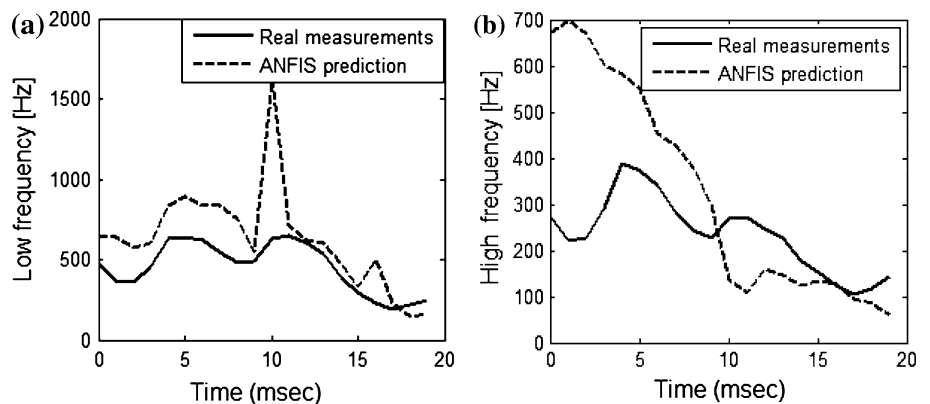 (a)
2000
1500
1000
500
0
Low frequency [Hz]
Real measurements
ANFIS prediction
0 5 10 15 20
Time (msec)
(b)
700
600
500
400
300
200
100
0
High frequency [Hz]
Real measurements
ANFIS prediction
0 5 10 15 20
Time (msec)